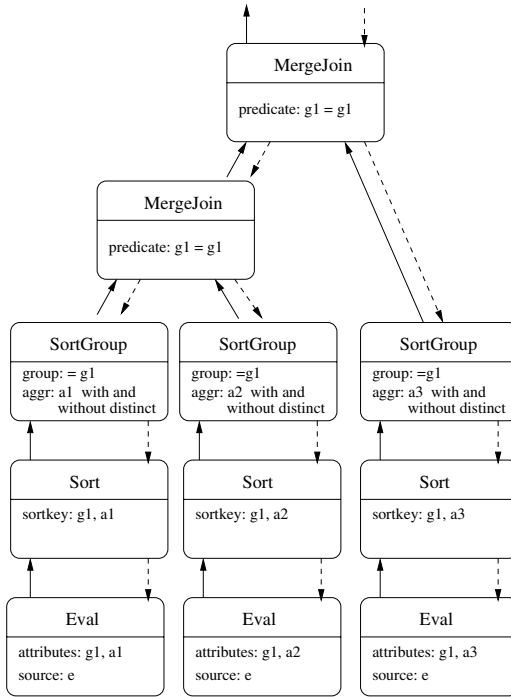 MergeJoin
predicate: g1 = g1
MergeJoin
predicate: g1 = g1
SortGroup
group: = g1
aggr: a1 with and
without distinct
SortGroup
group: =g1
aggr: a2 with and
without distinct
SortGroup
group: =g1
aggr: a3 with and
without distinct
Sort
sortkey: g1, a1
Sort
sortkey: g1, a2
Sort
sortkey: g1, a3
Eval
attributes: g1, a1
source: e
Eval
attributes: g1, a2
source: e
Eval
attributes: g1, a3
source: e